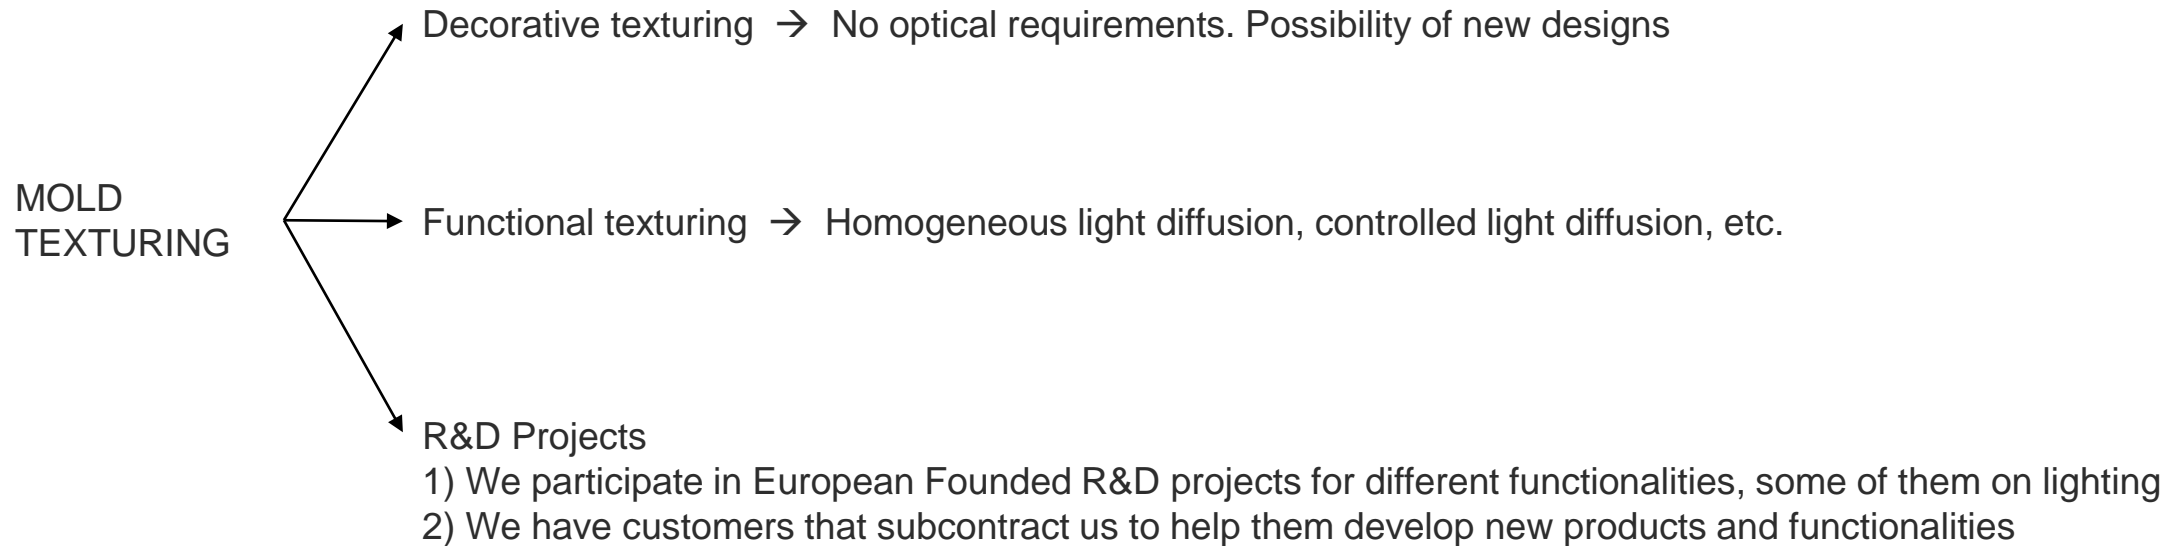 Decorative texturing → No optical requirements. Possibility of new designs
MOLD
TEXTURING
Functional texturing → Homogeneous light diffusion, controlled light diffusion, etc.
R&D Projects
1) We participate in European Founded R&D projects for different functionalities, some of them on lighting
2) We have customers that subcontract us to help them develop new products and functionalities